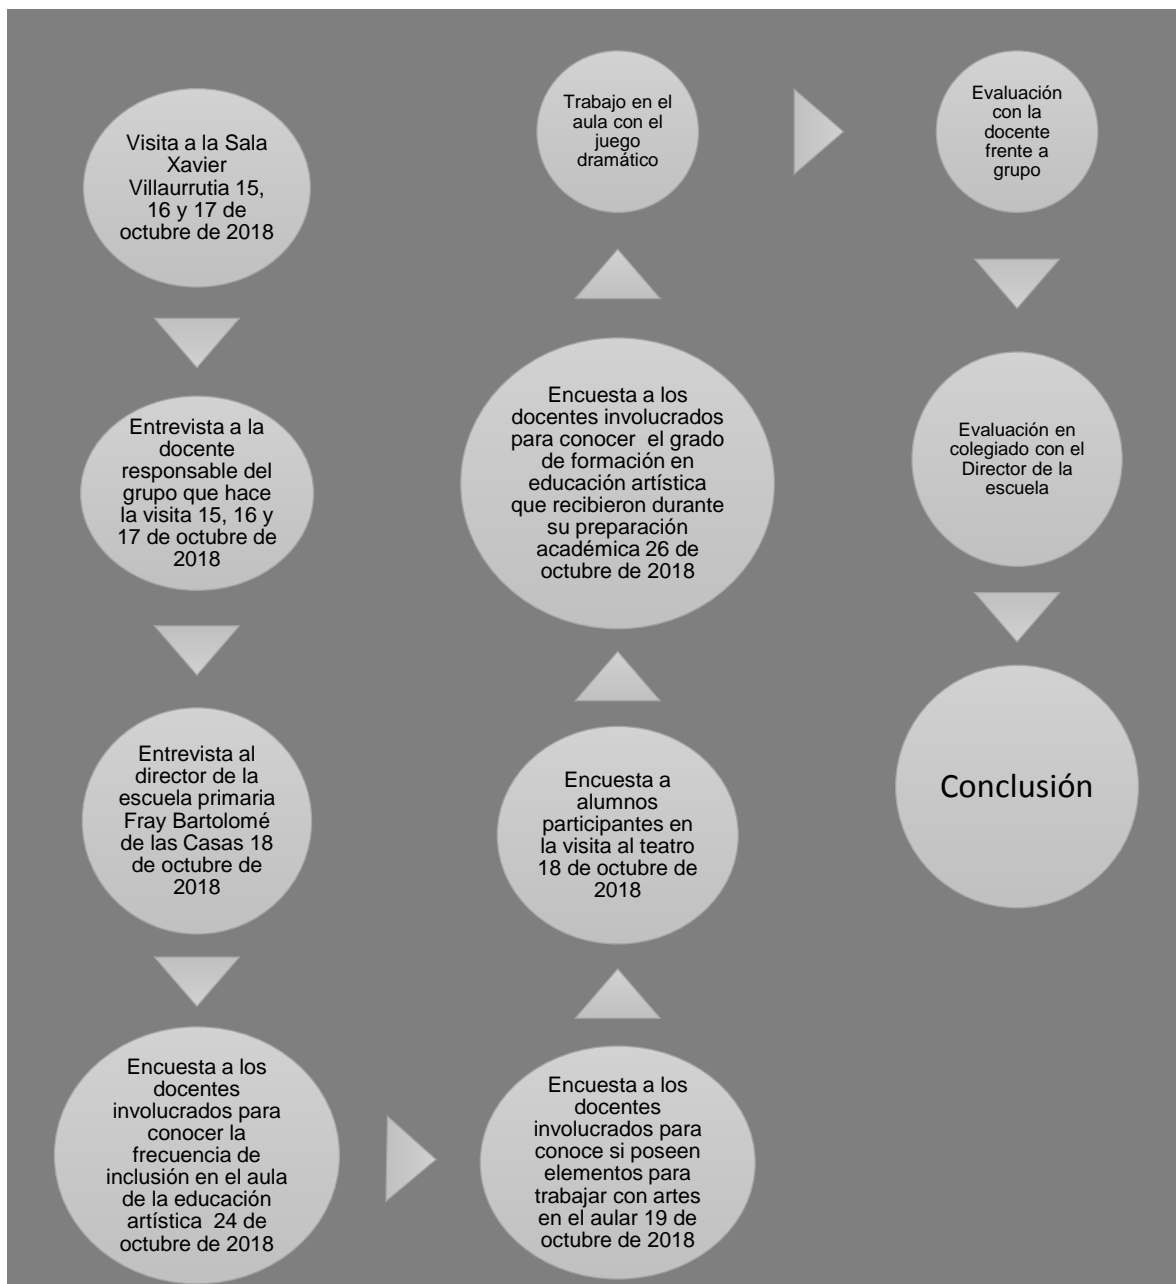 Visita a la Sala
Xavier
Villaurrutia 15,
16 y 17 de
octubre de 2018
Entrevista a la
docente
responsable del
grupo que hace
la visita 15, 16 y
17 de octubre de
2018
Entrevista al
director de la
escuela primaria
Fray Bartolomé
de las Casas 18
de octubre de
2018
Encuesta a los
docentes
involucrados para
conocer la
frecuencia de
inclusión en el aula
de la educación
artística 24 de
octubre de 2018
Encuesta a los
docentes
involucrados para
conoce si poseen
elementos para
trabajar con artes
en el aular 19 de
octubre de 2018
Encuesta a
alumnos
participantes en
la visita al teatro
18 de octubre de
2018
Encuesta a los
docentes involucrados
para conocer el grado
de formación en
educación artística
que recibieron durante
su preparación
académica 26 de
octubre de 2018
Trabajo en el
aula con el
juego
dramático
Evaluación
con la
docente
frente a
grupo
Evaluación en
colegiado con el
Director de la
escuela
Conclusión